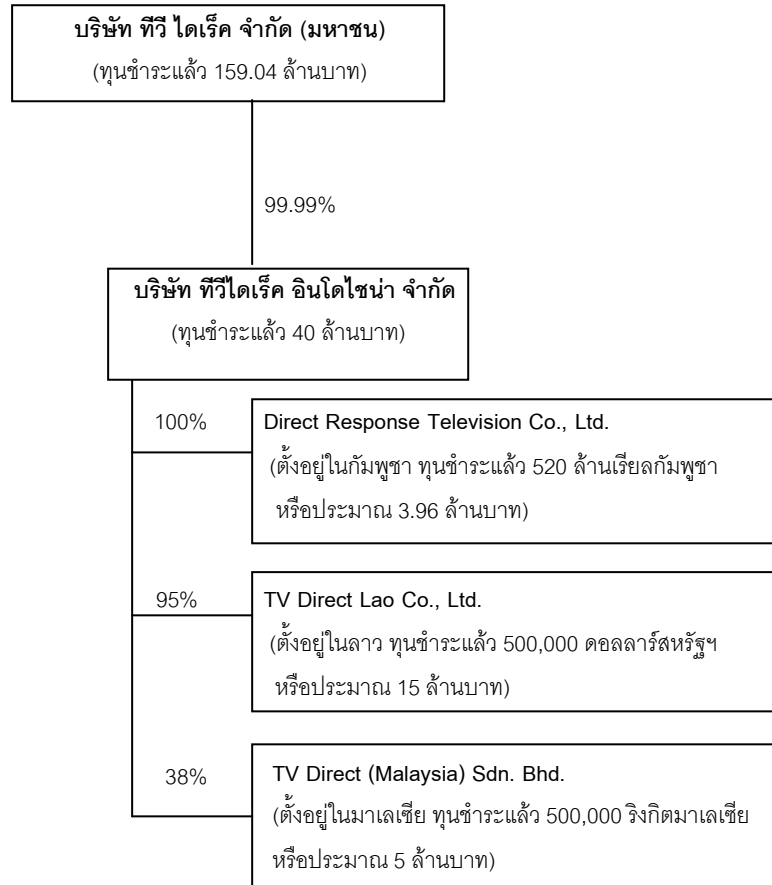 บริษัท ทีวี ไดเร็ค จำกัด (มหาชน)
(ทุนชำระแล้ว 159.04 ล้านบาท)
99.99%
บริษัท ทีวีไดเร็ค อินโดไชน่า จำกัด
(ทุนชำระแล้ว 40 ล้านบาท)
100%
Direct Response Television Co., Ltd.
(ตั้งอยู่ในกัมพูชา ทุนชำระแล้ว 520 ล้านเรียลกัมพูชา
หรือประมาณ 3.96 ล้านบาท)
95%
TV Direct Lao Co., Ltd.
(ตั้งอยู่ในลาว ทุนชำระแล้ว 500,000 ดอลลาร์สหรัฐฯ
หรือประมาณ 15 ล้านบาท)
38%
TV Direct (Malaysia) Sdn. Bhd.
(ตั้งอยู่ในมาเลเซีย ทุนชำระแล้ว 500,000 ริงกิตมาเลเซีย
หรือประมาณ 5 ล้านบาท)